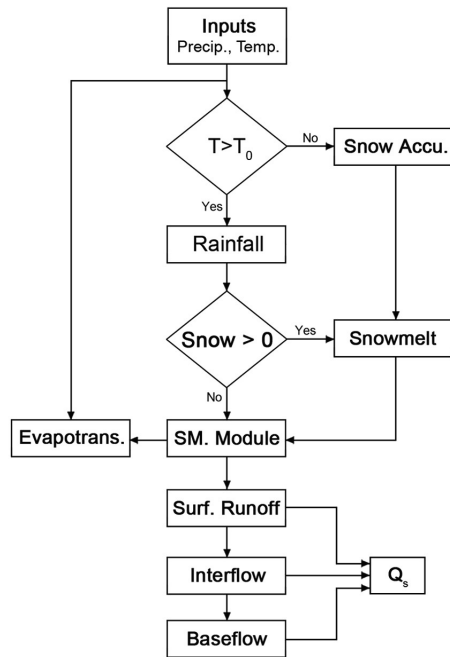 Inputs
Precip., Temp.
T>T₀
No
Snow Accu.
Yes
Rainfall
Snow > 0
Yes
Snowmelt
No
Evapotrans.
SM. Module
Surf. Runoff
Interflow
Qₛ
Baseflow